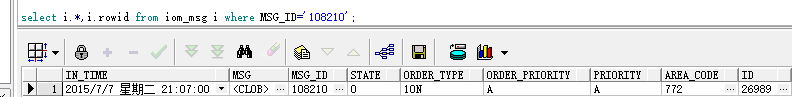 select i.*,i.rowid from iom_msg i where MSG_ID='108210';
IN_TIME MSG MSG_ID STATE ORDER_TYPE ORDER_PRIORITY PRIORITY AREA_CODE ID
1 2015/7/7 星期二 21:07:00 <CLOB> ... 108210 ... 0 ... 10N ... A ... A ... 772 ... 26989 ...